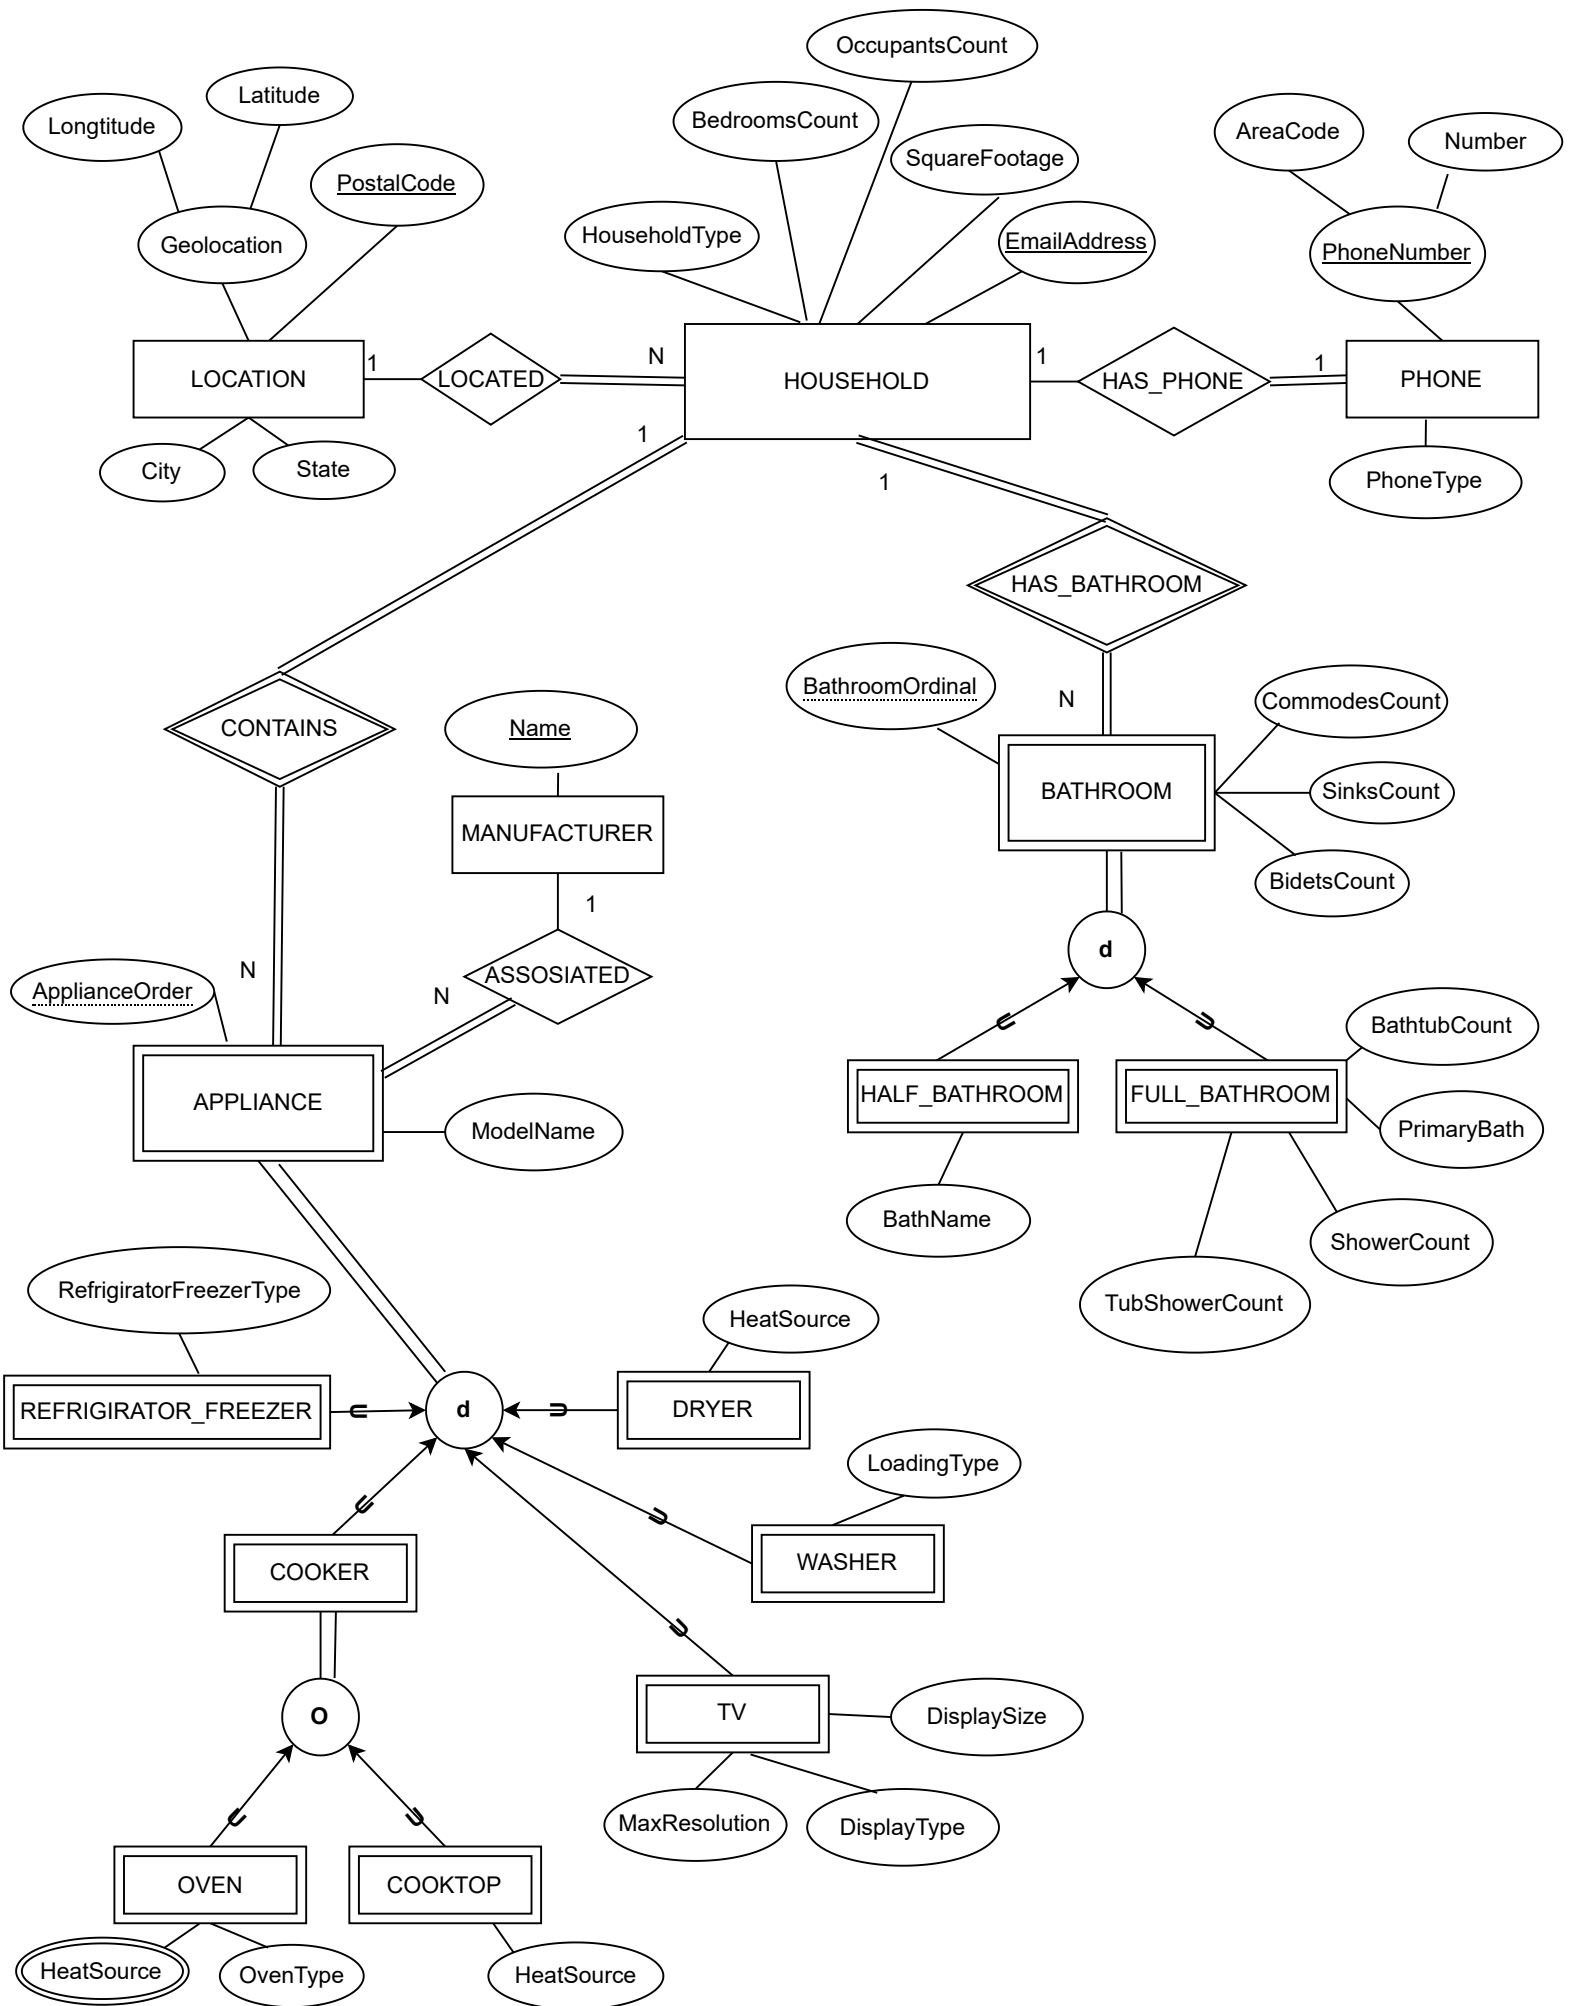 OccupantsCount
Latitude
Longtitude
BedroomsCount
AreaCode
Number
SquareFootage
PostalCode
HouseholdType
EmailAddress
Geolocation
PhoneNumber
LOCATION
1
LOCATED
N
HOUSEHOLD
1
HAS_PHONE
1
PHONE
City
State
1
1
PhoneType
HAS_BATHROOM
BathroomOrdinal
N
CommodesCount
CONTAINS
Name
BATHROOM
SinksCount
MANUFACTURER
BidetsCount
1
d
N
ASSOSIATED
N
ApplianceOrder
BathtubCount
APPLIANCE
HALF_BATHROOM
FULL_BATHROOM
ModelName
PrimaryBath
BathName
ShowerCount
RefrigiratorFreezerType
TubShowerCount
HeatSource
REFRIGIRATOR_FREEZER
d
DRYER
LoadingType
COOKER
WASHER
O
TV
DisplaySize
MaxResolution
DisplayType
OVEN
COOKTOP
HeatSource
OvenType
HeatSource